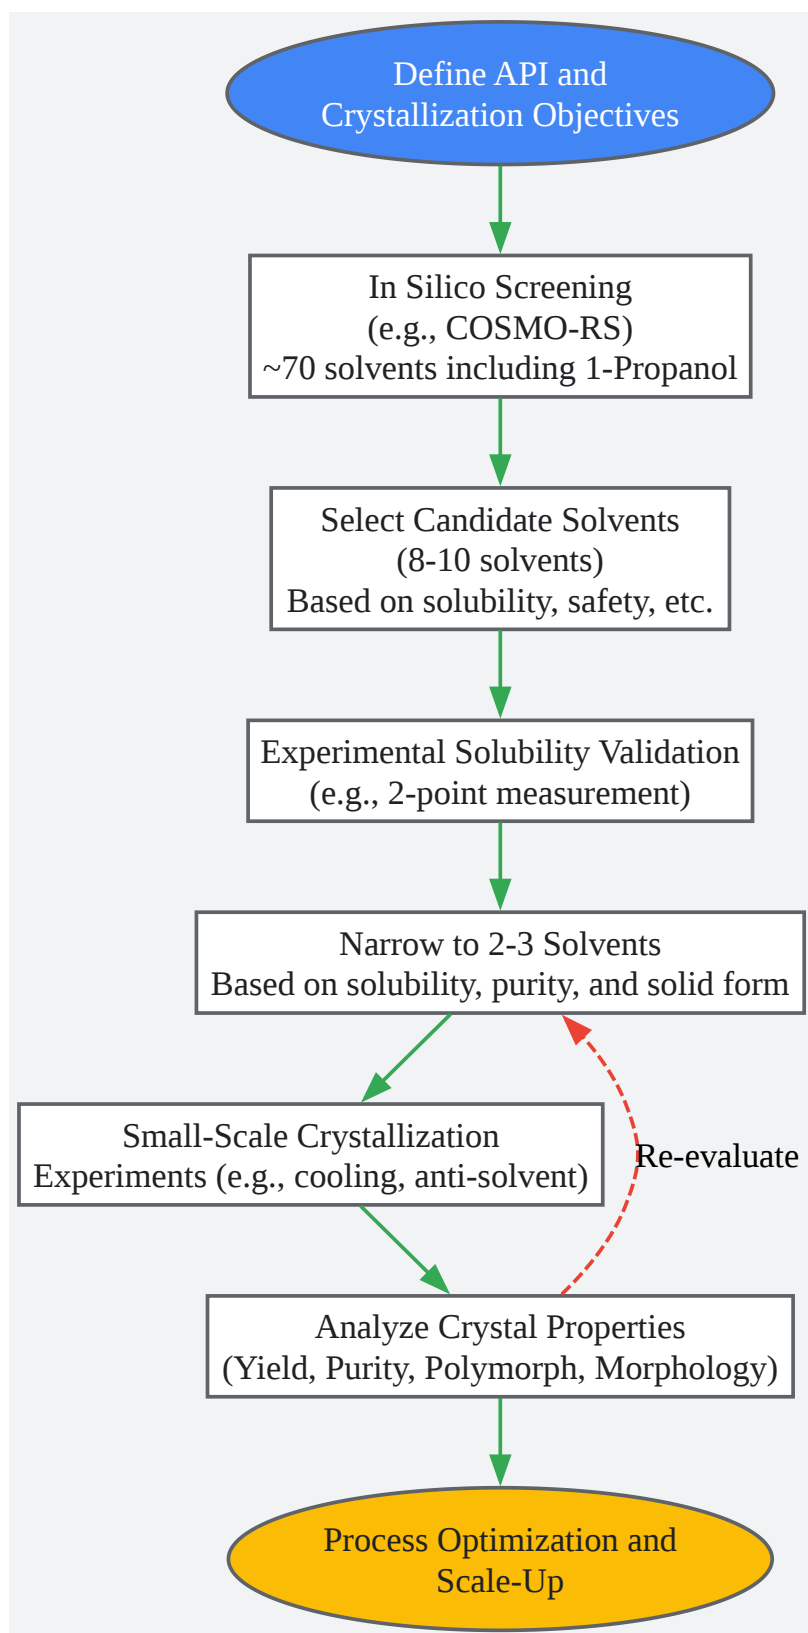 Define API and
Crystallization Objectives
In Silico Screening
(e.g., COSMO-RS)
~70 solvents including 1-Propanol
Select Candidate Solvents
(8-10 solvents)
Based on solubility, safety, etc.
Experimental Solubility Validation
(e.g., 2-point measurement)
Narrow to 2-3 Solvents
Based on solubility, purity, and solid form
Small-Scale Crystallization
Experiments (e.g., cooling, anti-solvent)
Re-evaluate
Analyze Crystal Properties
(Yield, Purity, Polymorph, Morphology)
Process Optimization and
Scale-Up